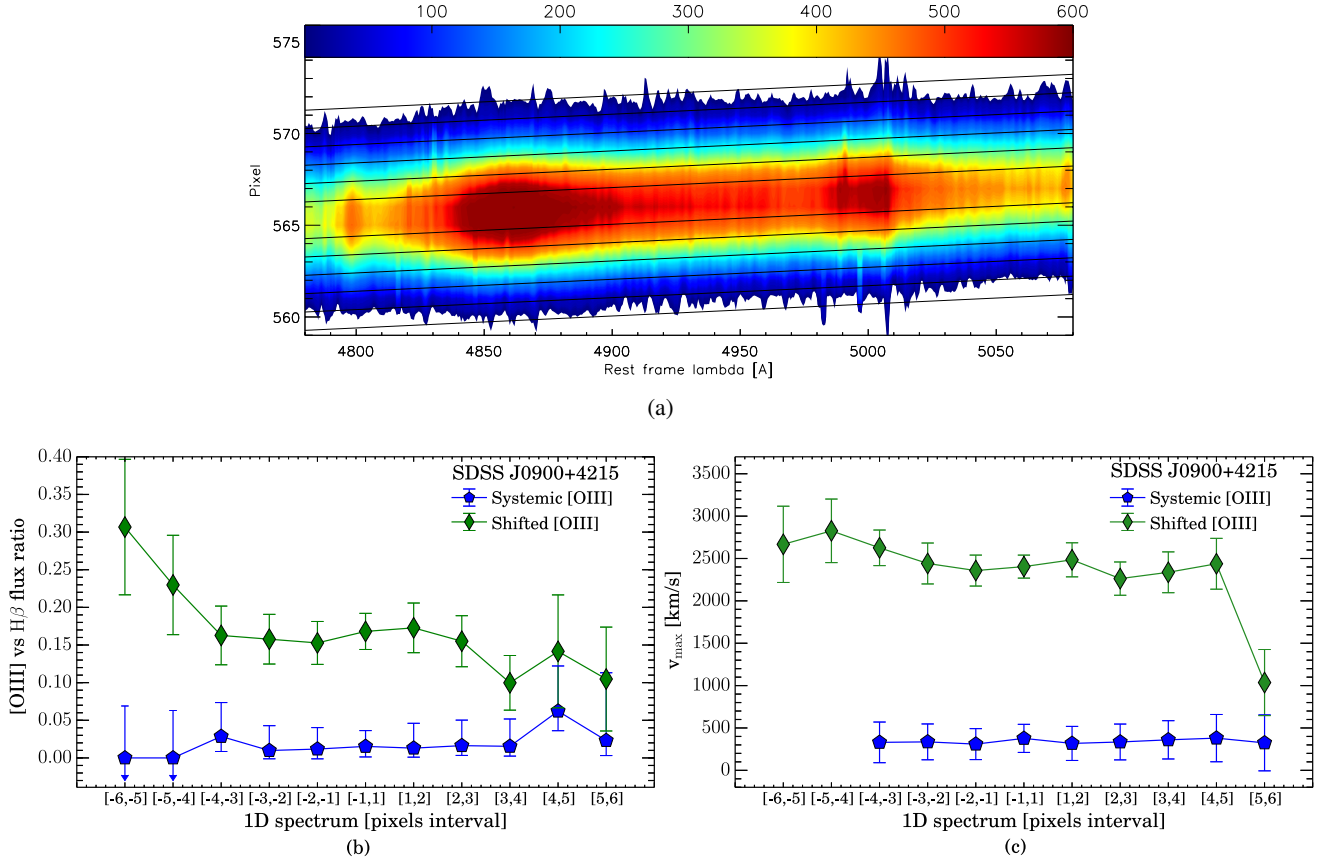 100 200 300 400 500 600
575
570
565
560
Pixel
4800 4850 4900 4950 5000 5050
Rest frame lambda [A]
(a)
0.40
0.35
0.30
0.25
0.20
0.15
0.10
0.05
0.00
[OIII] vs Hβ flux ratio
SDSS J0900+4215
Systemic [OIII]
Shifted [OIII]
[-6,-5] [-5,-4] [-4,-3] [-3,-2] [-2,-1] [-1,1] [1,2] [2,3] [3,4] [4,5] [5,6]
1D spectrum [pixels interval]
(b)
3500
3000
2500
2000
1500
1000
500
0
vmax [km/s]
SDSS J0900+4215
Systemic [OIII]
Shifted [OIII]
[-6,-5] [-5,-4] [-4,-3] [-3,-2] [-2,-1] [-1,1] [1,2] [2,3] [3,4] [4,5] [5,6]
1D spectrum [pixels interval]
(c)